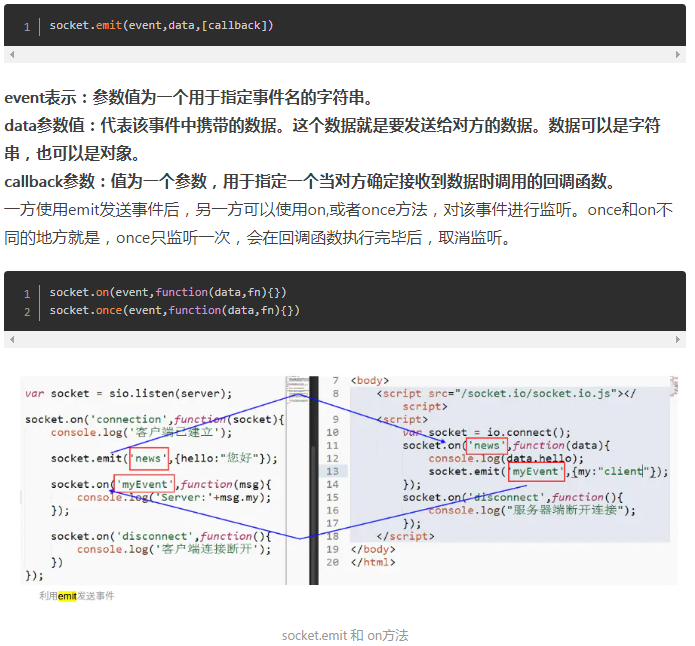 1 socket.emit(event,data,[callback])
event表示：参数值为一个用于指定事件名的字符串。
data参数值：代表该事件中携带的数据。这个数据就是要发送给对方的数据。数据可以是字符
串，也可以是对象。
callback参数：值为一个参数，用于指定一个当对方确定接收到数据时调用的回调函数。
一方使用emit发送事件后，另一方可以使用on,或者once方法，对该事件进行监听。once和on不
同的地方就是，once只监听一次，会在回调函数执行完毕后，取消监听。
1 socket.on(event,function(data,fn){})
2 socket.once(event,function(data,fn){})
var socket = sio.listen(server);
socket.on('connection',function(socket){
console.log('客户端已建立');
socket.emit('news',{hello:"您好"});
socket.on('myEvent',function(msg){
console.log('Server:'+msg.my);
});
socket.on('disconnect',function(){
console.log('客户端连接断开');
})
});
7 <body>
8 <script src="/socket.io/socket.io.js"></
script>
9 <script>
10 var socket = io.connect();
11 socket.on('news',function(data){
12 console.log(data.hello);
13 socket.emit('myEvent',{my:"client"});
14 });
15 socket.on('disconnect',function(){
16 console.log("服务器端断开连接");
17 });
18 </script>
19 </body>
20 </html>
利用emit发送事件
socket.emit 和 on方法